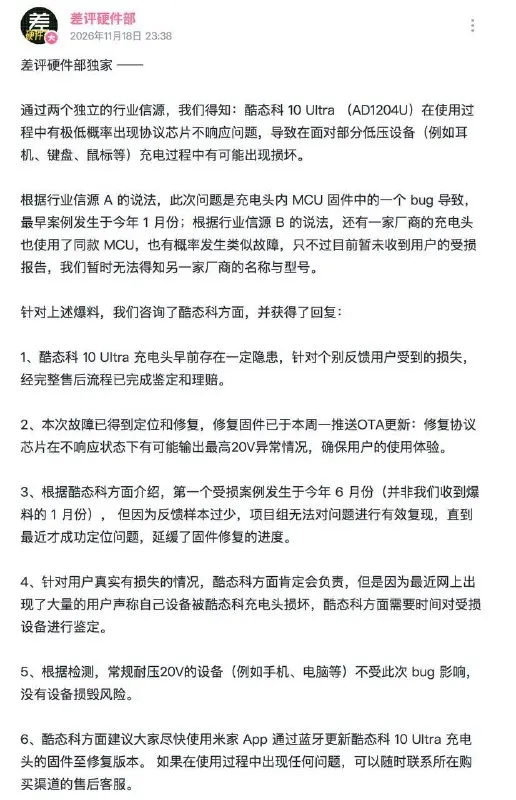 差评
硬件
差评硬件部
2026年11月18日 23:38
差评硬件部独家 ——
通过两个独立的行业信源，我们得知：酷态科 10 Ultra （AD1204U）在使用过
程中有极低概率出现协议芯片不响应问题，导致在面对部分低压设备（例如耳
机、键盘、鼠标等）充电过程中有可能出现损坏。
根据行业信源 A 的说法，此次问题是充电头内 MCU 固件中的一个 bug 导致，
最早案例发生于今年 1 月份；根据行业信源 B 的说法，还有一家厂商的充电头
也使用了同款 MCU，也有概率发生类似故障，只不过目前暂未收到用户的受损
报告，我们暂时无法得知另一家厂商的名称与型号。
针对上述爆料，我们咨询了酷态科方面，并获得了回复：
1、酷态科 10 Ultra 充电头早前存在一定隐患，针对个别反馈用户受到的损失，
经完整售后流程已完成鉴定和理赔。
2、本次故障已得到定位和修复，修复固件已于本周一推送OTA更新：修复协议
芯片在不响应状态下有可能输出最高20V异常情况，确保用户的使用体验。
3、根据酷态科方面介绍，第一个受损案例发生于今年 6 月份（并非我们收到爆
料的 1 月份），但因为反馈样本过少，项目组无法对问题进行有效复现，直到
最近才成功定位问题，延缓了固件修复的进度。
4、针对用户真实有损失的情况，酷态科方面肯定会负责，但是因为最近网上出
现了大量的用户声称自己设备被酷态科充电头损坏，酷态科方面需要时间对受损
设备进行鉴定。
5、根据检测，常规耐压20V的设备（例如手机、电脑等）不受此次 bug 影响，
没有设备损毁风险。
6、酷态科方面建议大家尽快使用米家 App 通过蓝牙更新酷态科 10 Ultra 充电
头的固件至修复版本。 如果在使用过程中出现任何问题，可以随时联系所在购
买渠道的售后客服。